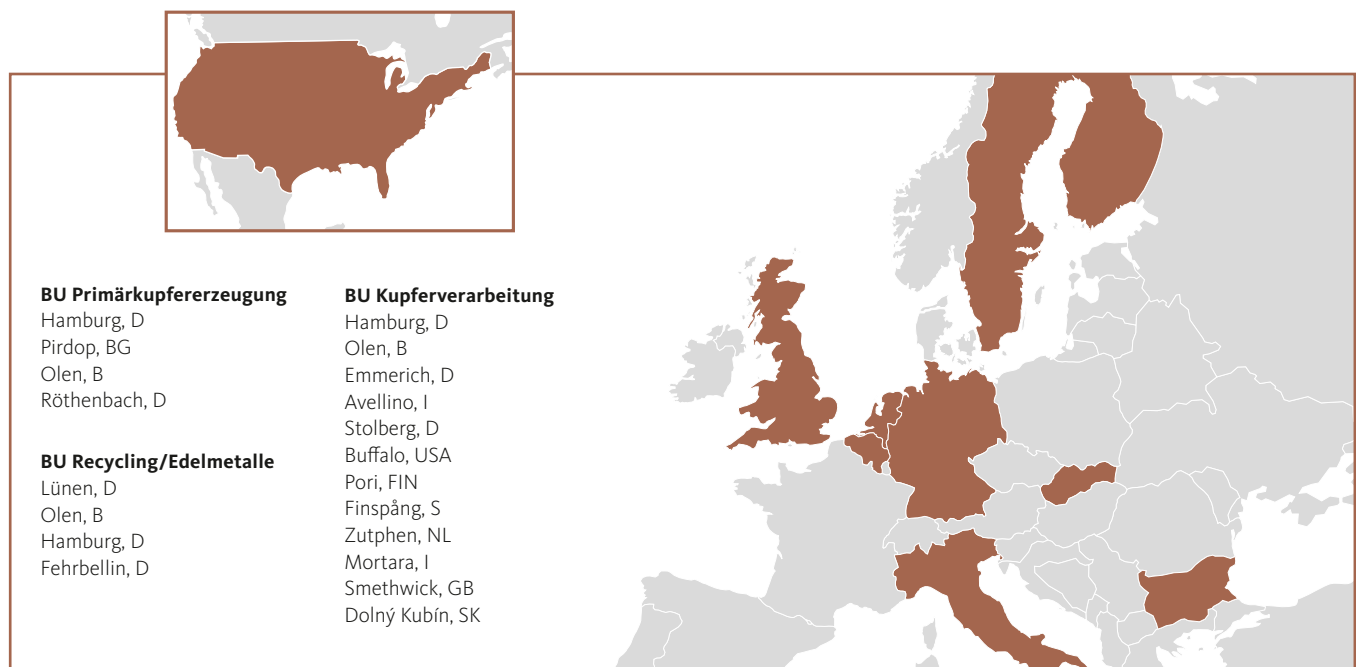 BU Primärkupfererzeugung
Hamburg, D
Pirdop, BG
Olen, B
Röthenbach, D
BU Recycling/Edelmetalle
Lünen, D
Olen, B
Hamburg, D
Fehrbellin, D
BU Kupferverarbeitung
Hamburg, D
Olen, B
Emmerich, D
Avellino, I
Stolberg, D
Buffalo, USA
Pori, FIN
Finspång, S
Zutphen, NL
Mortara, I
Smethwick, GB
Dolný Kubín, SK